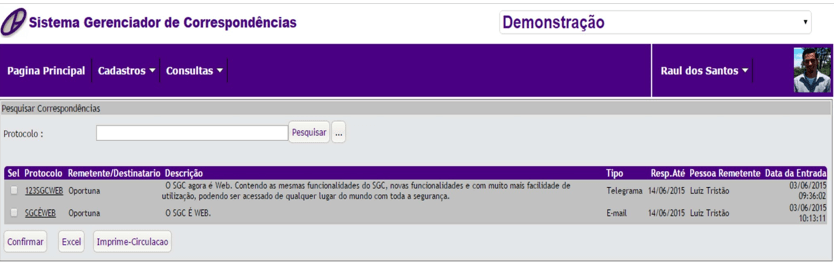 Sistema Gerenciador de Correspondências
Demonstração
Pagina Principal Cadastros Consultas Raul dos Santos
Pesquisar Correspondências
Protocolo : Pesquisar ...
Sel Protocolo Remetente/Destinatario Descrição Tipo Resp.Até Pessoa Remetente Data da Entrada
123SGCWEB Oportuna O SGC agora é Web. Contendo as mesmas funcionalidades do SGC, novas funcionalidades e com muito mais facilidade de Telegrama 14/06/2015 Luiz Tristão 03/06/2015
utilização, podendo ser acessado de qualquer lugar do mundo com toda a segurança. 09:36:02
SGCÉWEB Oportuna O SGC É WEB. E-mail 14/06/2015 Luiz Tristão 03/06/2015
10:13:11
Confirmar Excel Imprime-Circulacao